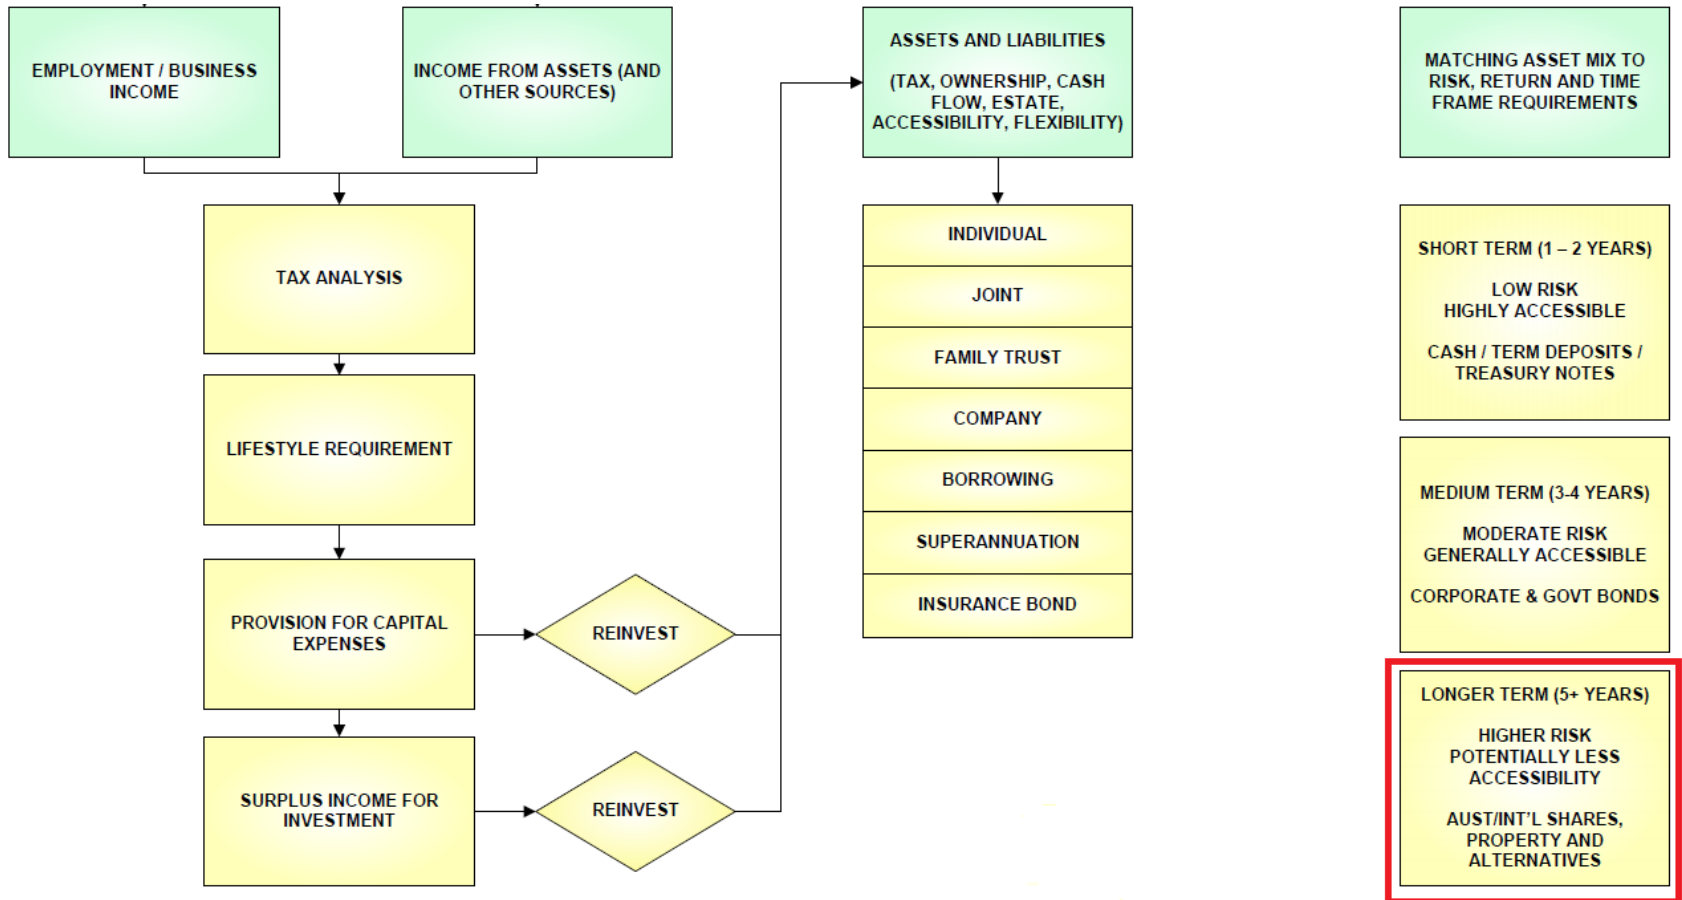 EMPLOYMENT / BUSINESS
INCOME
INCOME FROM ASSETS (AND
OTHER SOURCES)
TAX ANALYSIS
LIFESTYLE REQUIREMENT
PROVISION FOR CAPITAL
EXPENSES
REINVEST
SURPLUS INCOME FOR
INVESTMENT
REINVEST
ASSETS AND LIABILITIES
(TAX, OWNERSHIP, CASH
FLOW, ESTATE,
ACCESSIBILITY, FLEXIBILITY)
INDIVIDUAL
JOINT
FAMILY TRUST
COMPANY
BORROWING
SUPERANNUATION
INSURANCE BOND
MATCHING ASSET MIX TO
RISK, RETURN AND TIME
FRAME REQUIREMENTS
SHORT TERM (1 – 2 YEARS)
LOW RISK
HIGHLY ACCESSIBLE
CASH / TERM DEPOSITS /
TREASURY NOTES
MEDIUM TERM (3-4 YEARS)
MODERATE RISK
GENERALLY ACCESSIBLE
CORPORATE & GOVT BONDS
LONGER TERM (5+ YEARS)
HIGHER RISK
POTENTIALLY LESS
ACCESSIBILITY
AUST/INT'L SHARES,
PROPERTY AND
ALTERNATIVES